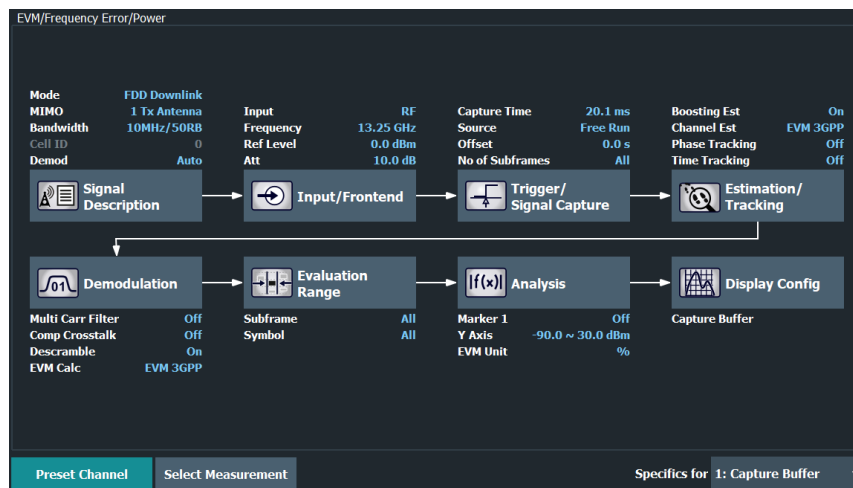 EVM/Frequency Error/Power
Mode FDD Downlink
MIMO 1 Tx Antenna
Bandwidth 10MHz/50RB
Cell ID 0
Demod Auto
Input RF
Frequency 13.25 GHz
Ref Level 0.0 dBm
Att 10.0 dB
Capture Time 20.1 ms
Source Free Run
Offset 0.0 s
No of Subframes All
Boosting Est On
Channel Est EVM 3GPP
Phase Tracking Off
Time Tracking Off
Signal
Description
Input/Frontend
Trigger/
Signal Capture
Estimation/
Tracking
01
Demodulation
Evaluation
Range
|f(x)|
Analysis
Display Config
Multi Carr Filter Off
Comp Crosstalk Off
Descramble On
EVM Calc EVM 3GPP
Subframe All
Symbol All
Marker 1 Off
Y Axis -90.0 ~ 30.0 dBm
EVM Unit %
Capture Buffer
Preset Channel
Select Measurement
Specifics for 1: Capture Buffer